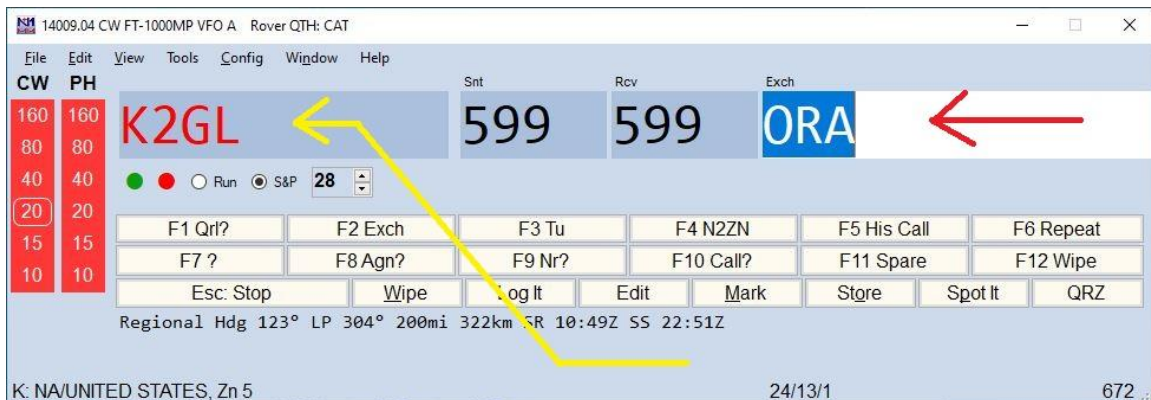 14009.04 CW FT-1000MP VFO A Rover QTH: CAT
File Edit View Tools Config Window Help
CW PH
Snt Rcv Exch
160 160
80 80
40 40
20 20
15 15
10 10
K2GL 599 599 ORA
Run S&P 28
F1 Qrl? F2 Exch F3 Tu F4 N2ZN F5 His Call F6 Repeat
F7 ? F8 Agn? F9 Nr? F10 Call? F11 Spare F12 Wipe
Esc: Stop Wipe Log It Edit Mark Store Spot It QRZ
Regional Hdg 123° LP 304° 200mi 322km SR 10:49Z SS 22:51Z
K: NA/UNITED STATES, Zn 5 24/13/1 672